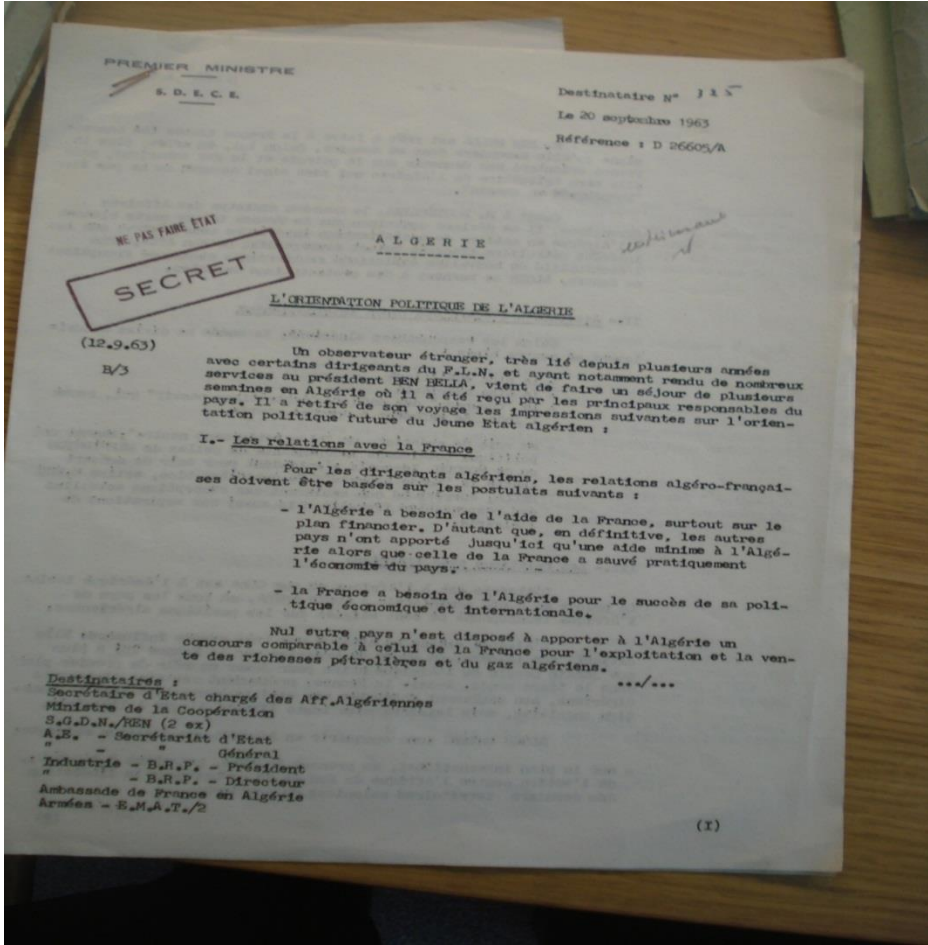 PREMIER MINISTRE
S. D. E. C. E.
Destinataire N°
Le 20 septembre 1963
Référence : D 26605/A
NE PAS FAIRE ÉTAT
SECRET
ALGERIE
L'ORIENTATION POLITIQUE DE L'ALGERIE
(12.9.63)
B/3
Un observateur étranger, très lié depuis plusieurs années
avec certains dirigeants du F.L.N. et ayant notamment rendu de nombreux
services au président BEN BELLA, vient de faire un séjour de plusieurs
semaines en Algérie où il a été reçu par les principaux responsables du
pays. Il a retiré de son voyage les impressions suivantes sur l'orien-
tation politique future du jeune Etat algérien :
I.- Les relations avec la France
Pour les dirigeants algériens, les relations algéro-françai-
ses doivent être basées sur les postulats suivants :
- l'Algérie a besoin de l'aide de la France, surtout sur le
plan financier. D'autant que, en définitive, les autres
pays n'ont apporté jusqu'ici qu'une aide minime à l'Algé-
rie alors que celle de la France a sauvé pratiquement
l'économie du pays.
- la France a besoin de l'Algérie pour le succès de sa poli-
tique économique et internationale.
Nul autre pays n'est disposé à apporter à l'Algérie un
concours comparable à celui de la France pour l'exploitation et la ven-
te des richesses pétrolières et du gaz algériens.
.../...
Destinataires :
Secrétaire d'Etat chargé des Aff.Algériennes
Ministre de la Coopération
S.G.D.N./REN (2 ex)
A.E. - Secrétariat d'Etat
" - " Général
Industrie - B.R.P. - Président
" - B.R.P. - Directeur
Ambassade de France en Algérie
Armées - E.M.A.T./2
(I)